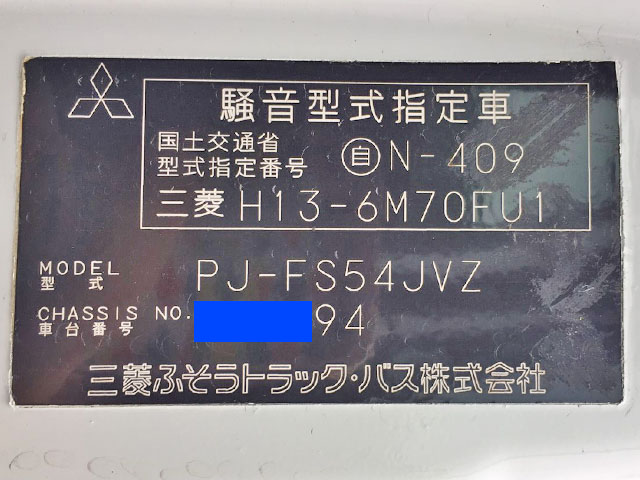 騒音型式指定車
国土交通省
型式指定番号 自N-409
三菱 H13-6M70FU1
MODEL
型式 PJ-FS54JVZ
CHASSIS NO.
車台番号 94
三菱ふそうトラック・バス株式会社